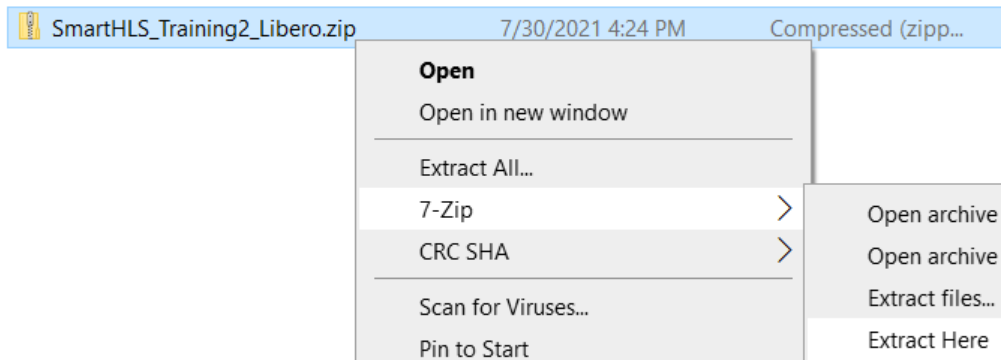 SmartHLS_Training2_Libero.zip 7/30/2021 4:24 PM Compressed (zipp...
Open
Open in new window
Extract All...
7-Zip
Open archive
CRC SHA
Open archive
Extract files...
Scan for Viruses...
Extract Here
Pin to Start